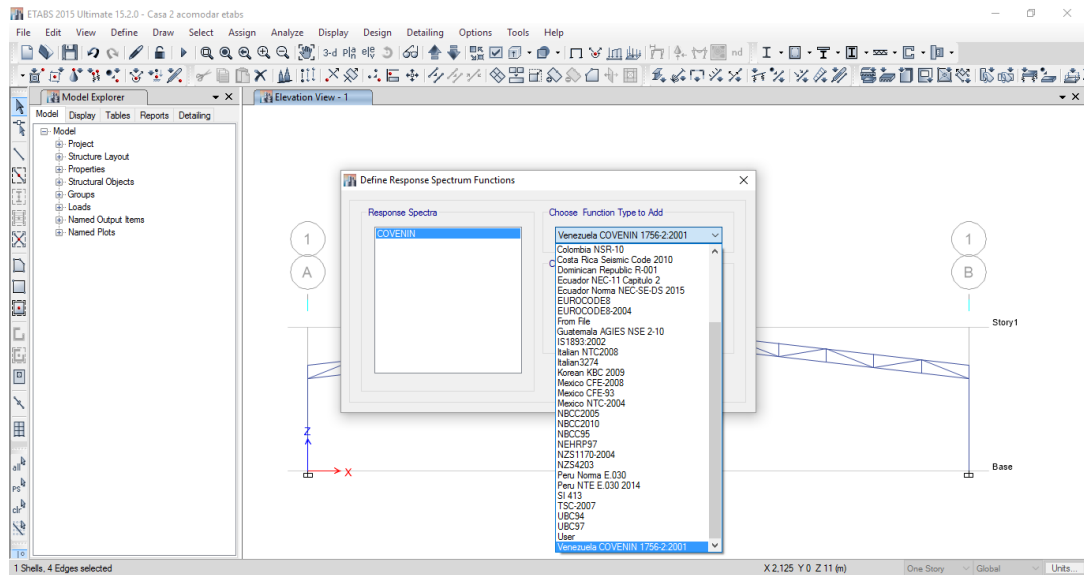 ETABS 2015 Ultimate 15.2.0 - Casa 2 acomodar etabs
File Edit View Define Draw Select Assign Analyze Display Design Detailing Options Tools Help
3-d
nd
Model Explorer
Elevation View - 1
Model Display Tables Reports Detailing
Model
Project
Structure Layout
Properties
Structural Objects
Groups
Loads
Named Output Items
Named Plots
all
PS
clr
Define Response Spectrum Functions
Response Spectra
COVENIN
Choose Function Type to Add
Venezuela COVENIN 1756-2:2001
Colombia NSR-10
Costa Rica Seismic Code 2010
Dominican Republic R-001
Ecuador NEC-11 Capitulo 2
Ecuador Norma NEC-SE-DS 2015
EUROCODE8
EUROCODE8-2004
From File
Guatemala AGIES NSE 2-10
IS1893:2002
Italian NTC2008
Italian3274
Korean KBC 2009
Mexico CFE-2008
Mexico CFE-93
Mexico NTC-2004
NBCC2005
NBCC2010
NBCC95
NEHRP97
NZS1170-2004
NZS4203
Peru Norma E.030
Peru NTE E.030 2014
SI 413
TSC-2007
UBC94
UBC97
User
Venezuela COVENIN 1756-2:2001
1
A
1
B
Story1
Base
Z
X
1 Shells, 4 Edges selected
X 2,125 Y 0 Z 11 (m)
One Story
Global
Units...